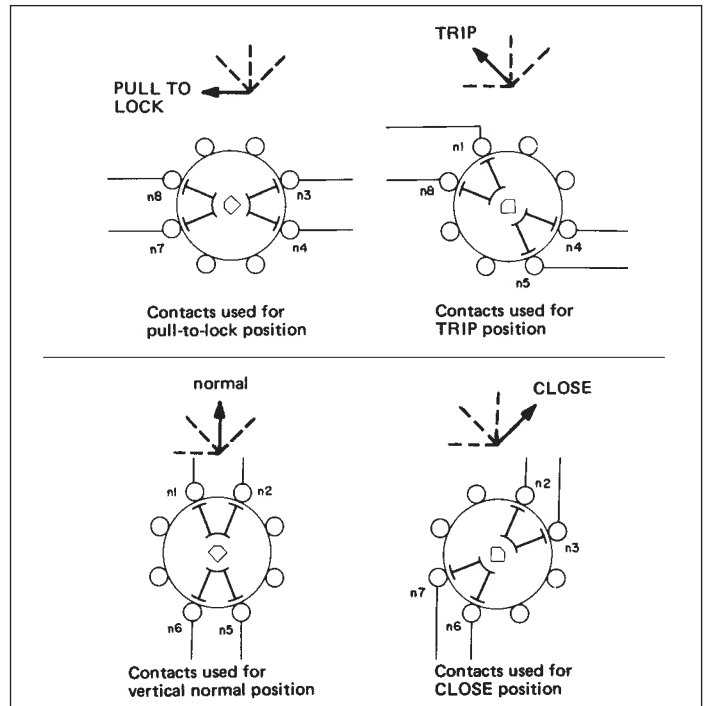 PULL TO
LOCK
n8
n3
n7
n4
Contacts used for
pull-to-lock position
TRIP
n1
n8
n4
n5
Contacts used for
TRIP position
normal
n1
n2
n6
n5
Contacts used for
vertical normal position
CLOSE
n2
n3
n7
n6
Contacts used for
CLOSE position